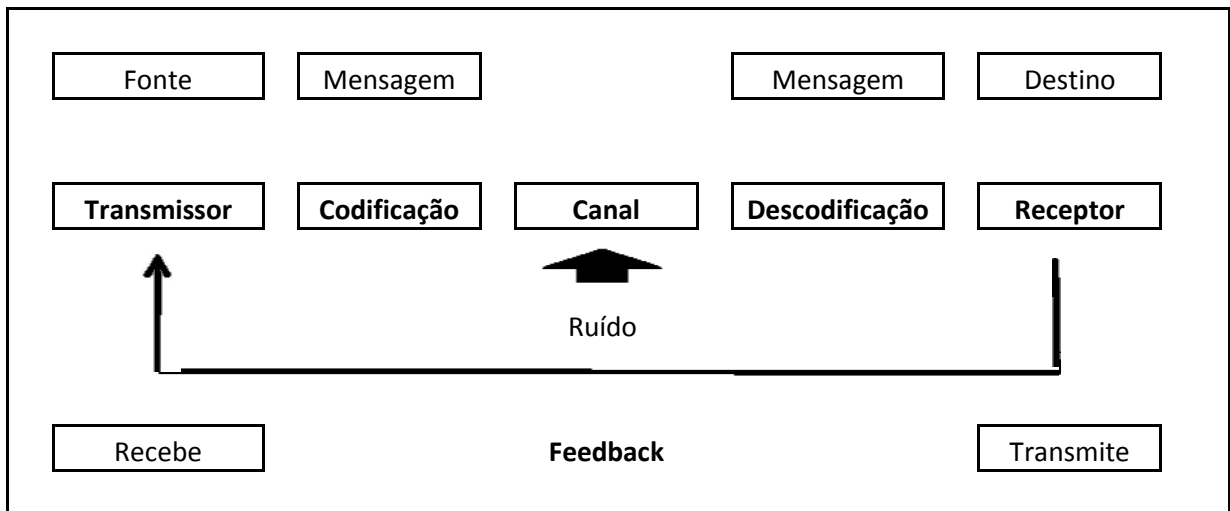 Fonte Mensagem Mensagem Destino
Transmissor Codificação Canal Descodificação Receptor
Ruído
Recebe Feedback Transmite